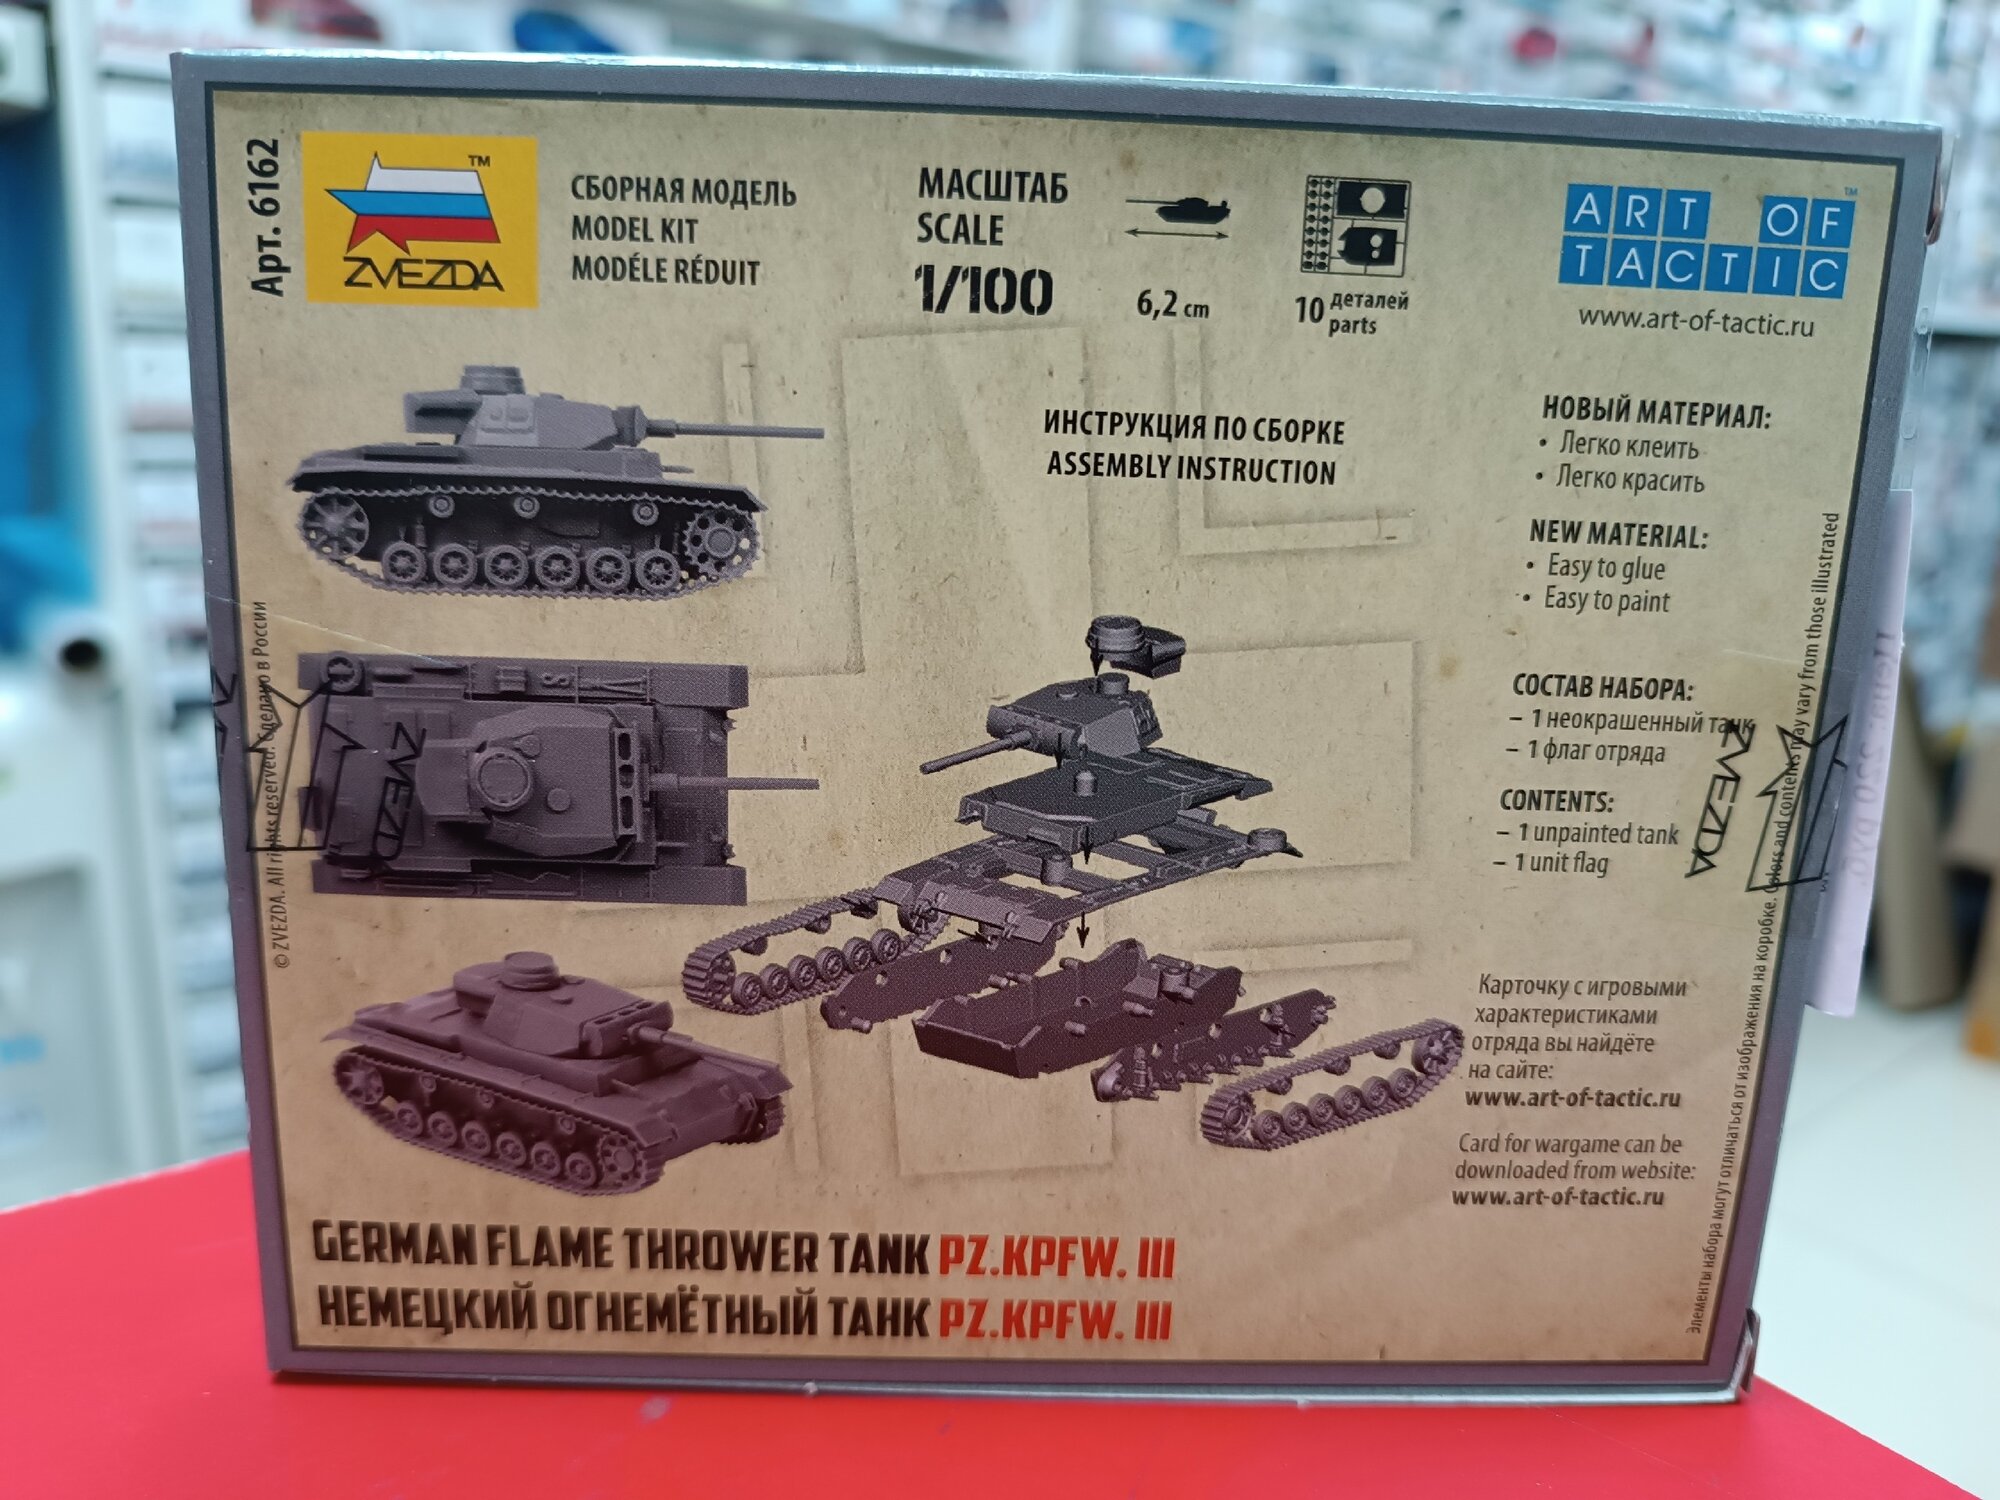 Арт. 6162
ZVEZDA
™
СБОРНАЯ МОДЕЛЬ
MODEL KIT
MODÉLE RÉDUIT
МАСШТАБ
SCALE
1/100
6,2 cm
10 деталей
parts
ART OF
TACTIC
™
www.art-of-tactic.ru
ИНСТРУКЦИЯ ПО СБОРКЕ
ASSEMBLY INSTRUCTION
НОВЫЙ МАТЕРИАЛ:
• Легко клеить
• Легко красить
NEW MATERIAL:
• Easy to glue
• Easy to paint
СОСТАВ НАБОРА:
– 1 неокрашенный танк
– 1 флаг отряда
CONTENTS:
– 1 unpainted tank
– 1 unit flag
Карточку с игровыми
характеристиками
отряда вы найдёте
на сайте:
www.art-of-tactic.ru
Card for wargame can be
downloaded from website:
www.art-of-tactic.ru
© ZVEZDA. All rights reserved. Сделано в России
ZVEZDA
ZVEZDA
Элементы набора могут отличаться от изображения на коробке. Colors and contents may vary from those illustrated
GERMAN FLAME THROWER TANK PZ.KPFW. III
НЕМЕЦКИЙ ОГНЕМЁТНЫЙ ТАНК PZ.KPFW. III